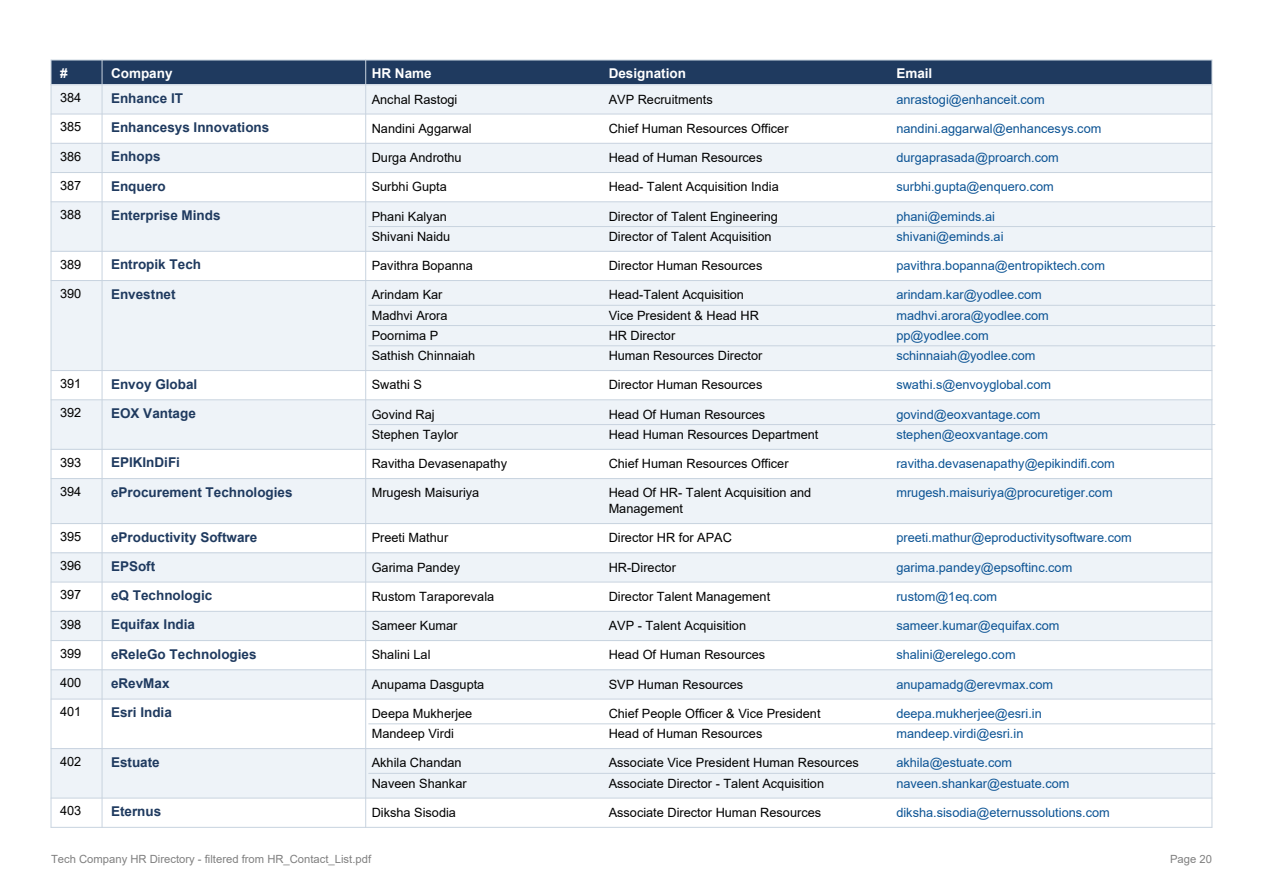 # Company HR Name Designation Email
384 Enhance IT Anchal Rastogi AVP Recruitments anrastogi@enhanceit.com
385 Enhancesys Innovations Nandini Aggarwal Chief Human Resources Officer nandini.aggarwal@enhancesys.com
386 Enhops Durga Androthu Head of Human Resources durgaprasada@proarch.com
387 Enquero Surbhi Gupta Head- Talent Acquisition India surbhi.gupta@enquero.com
388 Enterprise Minds Phani Kalyan Director of Talent Engineering phani@eminds.ai
Shivani Naidu Director of Talent Acquisition shivani@eminds.ai
389 Entropik Tech Pavithra Bopanna Director Human Resources pavithra.bopanna@entropiktech.com
390 Envestnet Arindam Kar Head-Talent Acquisition arindam.kar@yodlee.com
Madhvi Arora Vice President & Head HR madhvi.arora@yodlee.com
Poornima P HR Director pp@yodlee.com
Sathish Chinnaiah Human Resources Director schinnaiah@yodlee.com
391 Envoy Global Swathi S Director Human Resources swathi.s@envoyglobal.com
392 EOX Vantage Govind Raj Head Of Human Resources govind@eoxvantage.com
Stephen Taylor Head Human Resources Department stephen@eoxvantage.com
393 EPIKInDiFi Ravitha Devasenapathy Chief Human Resources Officer ravitha.devasenapathy@epikindifi.com
394 eProcurement Technologies Mrugesh Maisuriya Head Of HR- Talent Acquisition and mrugesh.maisuriya@procuretiger.com
Management
395 eProductivity Software Preeti Mathur Director HR for APAC preeti.mathur@eproductivitysoftware.com
396 EPSoft Garima Pandey HR-Director garima.pandey@epsoftinc.com
397 eQ Technologic Rustom Taraporevala Director Talent Management rustom@1eq.com
398 Equifax India Sameer Kumar AVP - Talent Acquisition sameer.kumar@equifax.com
399 eReleGo Technologies Shalini Lal Head Of Human Resources shalini@erelego.com
400 eRevMax Anupama Dasgupta SVP Human Resources anupamadg@erevmax.com
401 Esri India Deepa Mukherjee Chief People Officer & Vice President deepa.mukherjee@esri.in
Mandeep Virdi Head of Human Resources mandeep.virdi@esri.in
402 Estuate Akhila Chandan Associate Vice President Human Resources akhila@estuate.com
Naveen Shankar Associate Director - Talent Acquisition naveen.shankar@estuate.com
403 Eternus Diksha Sisodia Associate Director Human Resources diksha.sisodia@eternussolutions.com
Tech Company HR Directory - filtered from HR_Contact_List.pdf Page 20